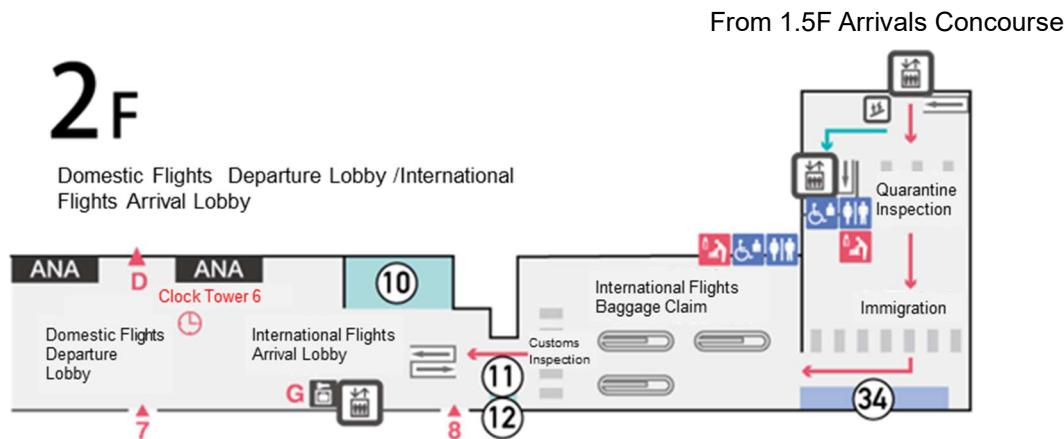 From 1.5F Arrivals Concourse
2F
Domestic Flights Departure Lobby /International
Flights Arrival Lobby
Quarantine
Inspection
ANA
ANA
D
10
Clock Tower 6
International Flights
Baggage Claim
Immigration
Domestic Flights
Departure
Lobby
International Flights
Arrival Lobby
Customs
Inspection
11
G
34
12
7
8